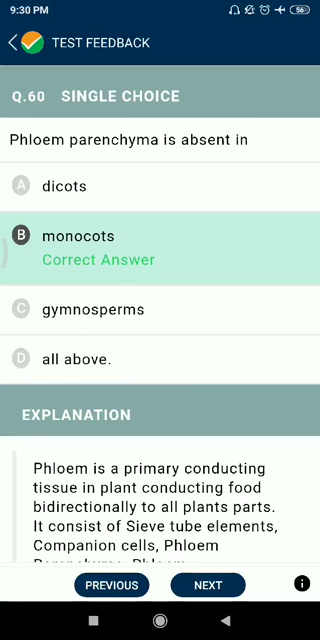 9:30 PM
56
TEST FEEDBACK
Q.60 SINGLE CHOICE
Phloem parenchyma is absent in
A dicots
B monocots
Correct Answer
C gymnosperms
D all above.
EXPLANATION
Phloem is a primary conducting
tissue in plant conducting food
bidirectionally to all plants parts.
It consist of Sieve tube elements,
Companion cells, Phloem
PREVIOUS NEXT